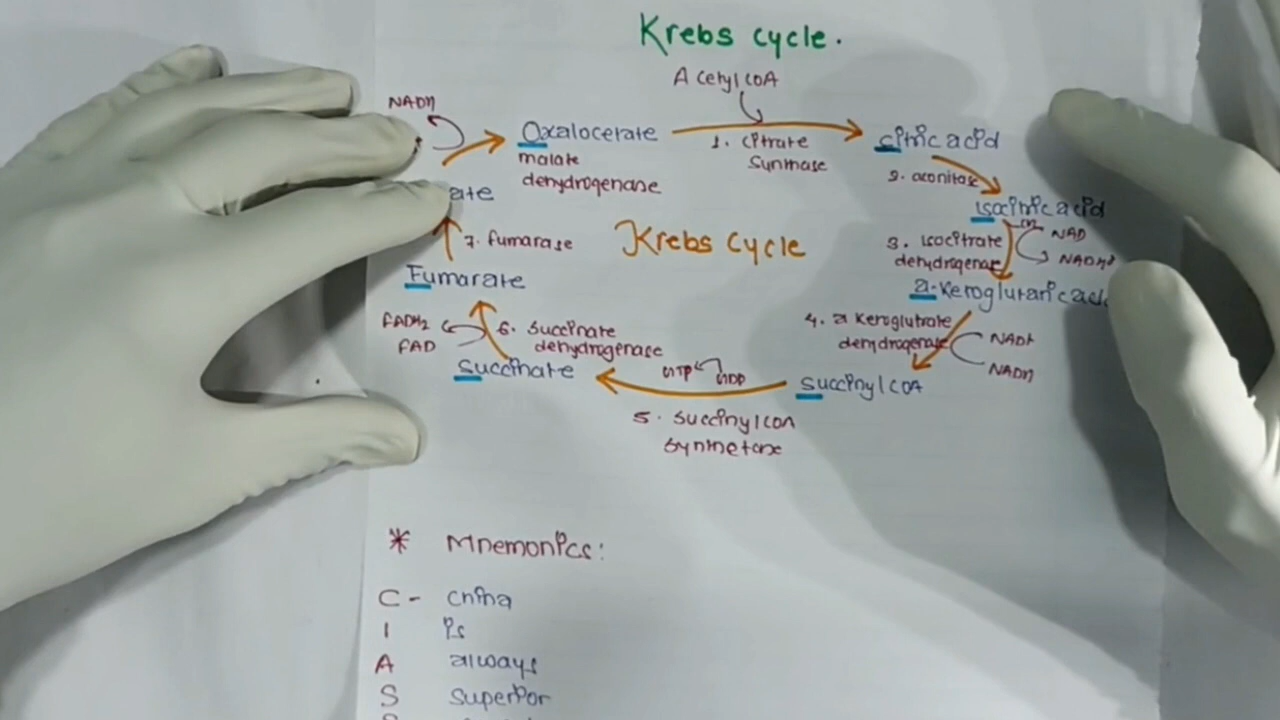 Krebs cycle.
Acetyl CoA
NADH
Oxalocetate
1. citrate
Synthase
citric acid
malate
dehydrogenase
2. aconitase
ate
isocitric acid
7. fumarase
Krebs Cycle
3. isocitrate
dehydrogenase
NAD
NADH
Fumarate
a-Keroglutaric acid
FADH2
FAD
6. Succinate
dehydrogenase
4. a Keroglutrate
dehydrogenase
NAD+
NADH
Succinate
GTP
GDP
Succinyl COA
5. Succinyl COA
Synthetase
* Mnemonics:
C - China
I is
A always
S superior